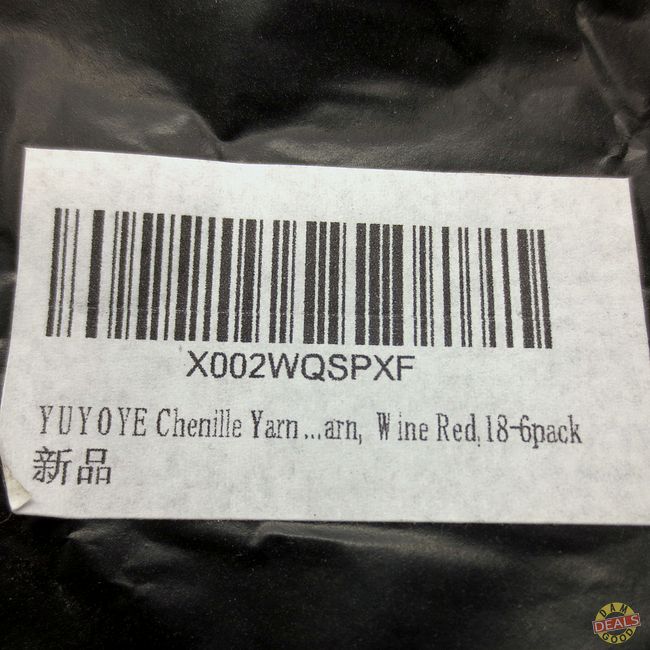 X002WQSPXF
YUYOYE Chenille Yarn ...arn, Wine Red,18-6pack
新品
DAM
DEALS
GOOD